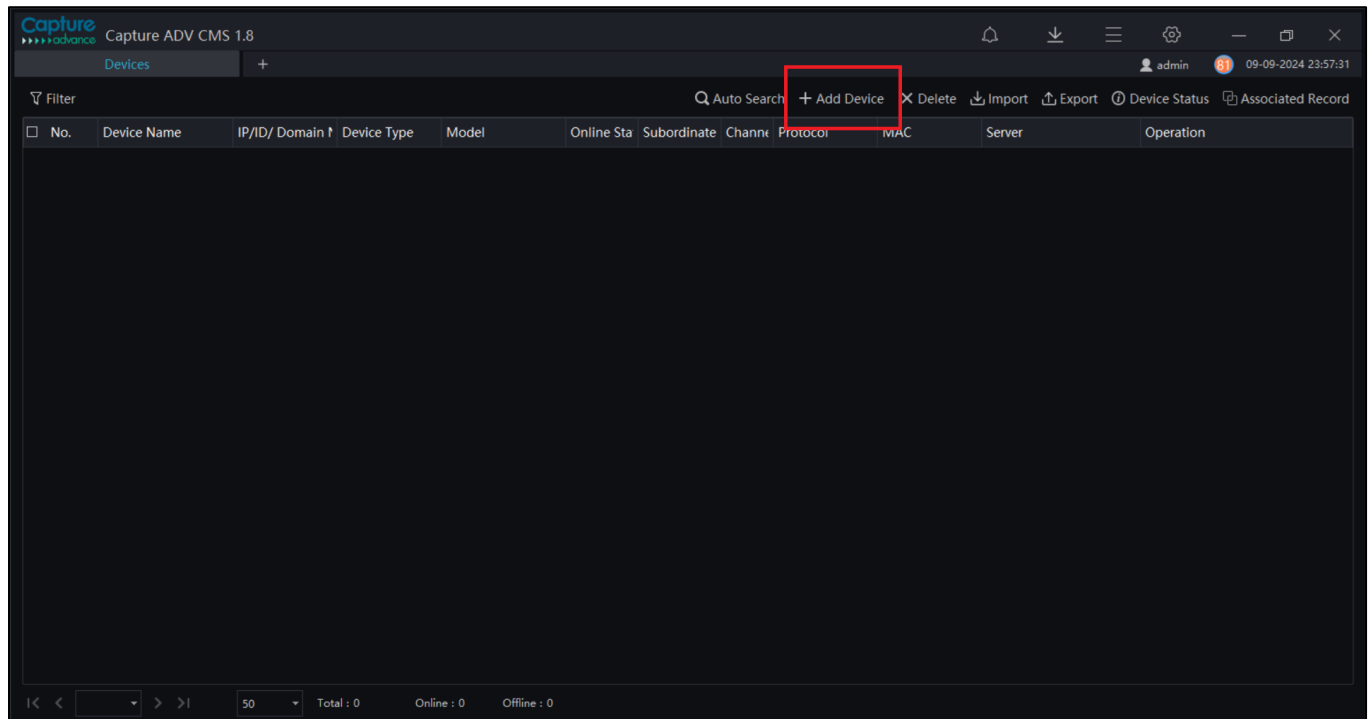 Capture advance Capture ADV CMS 1.8
Devices + admin 81 09-09-2024 23:57:31
Filter Auto Search + Add Device Delete Import Export Device Status Associated Record
No. Device Name IP/ID/ Domain Device Type Model Online Sta Subordinate Channe Protocol MAC Server Operation
50 Total : 0 Online : 0 Offline : 0